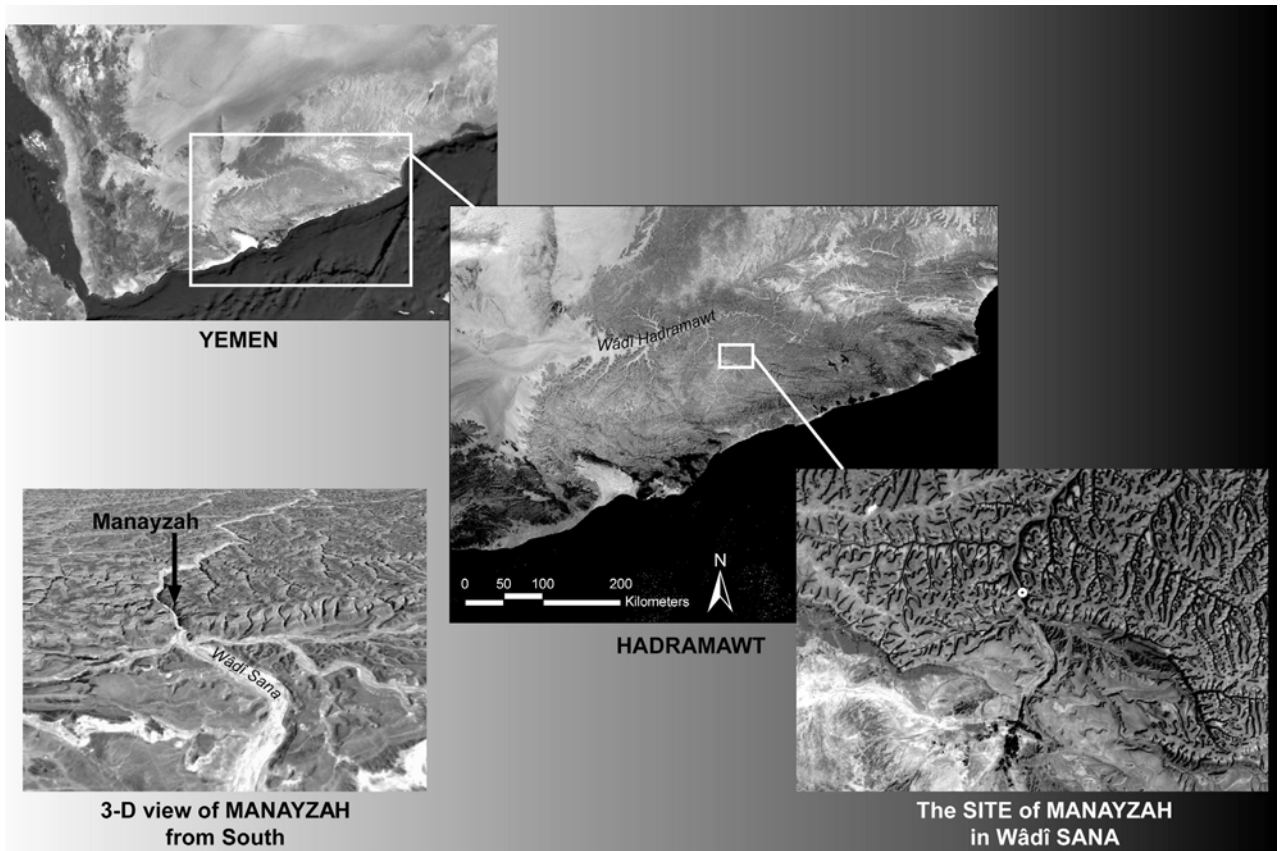 YEMEN
Wâdî Hadramawt
N
0 50 100 200
Kilometers
HADRAMAWT
Manayzah
Wâdî Sana
3-D view of MANAYZAH
from South
The SITE of MANAYZAH
in Wâdî SANA